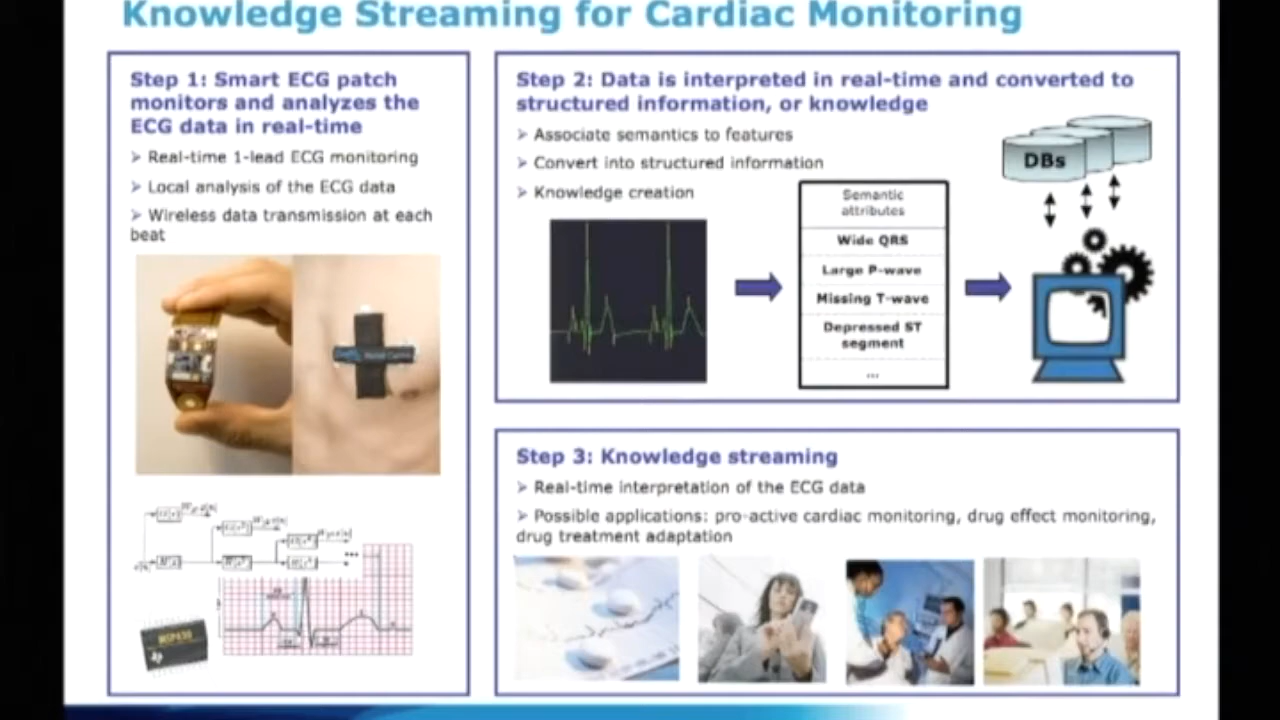 Knowledge Streaming for Cardiac Monitoring
Step 1: Smart ECG patch
monitors and analyzes the
ECG data in real-time
➢ Real-time 1-lead ECG monitoring
➢ Local analysis of the ECG data
➢ Wireless data transmission at each
beat
MSP430
Step 2: Data is interpreted in real-time and converted to
structured information, or knowledge
➢ Associate semantics to features
➢ Convert into structured information
➢ Knowledge creation
Semantic
attributes
Wide QRS
Large P-wave
Missing T-wave
Depressed ST
segment
...
DBs
Step 3: Knowledge streaming
➢ Real-time interpretation of the ECG data
➢ Possible applications: pro-active cardiac monitoring, drug effect monitoring,
drug treatment adaptation